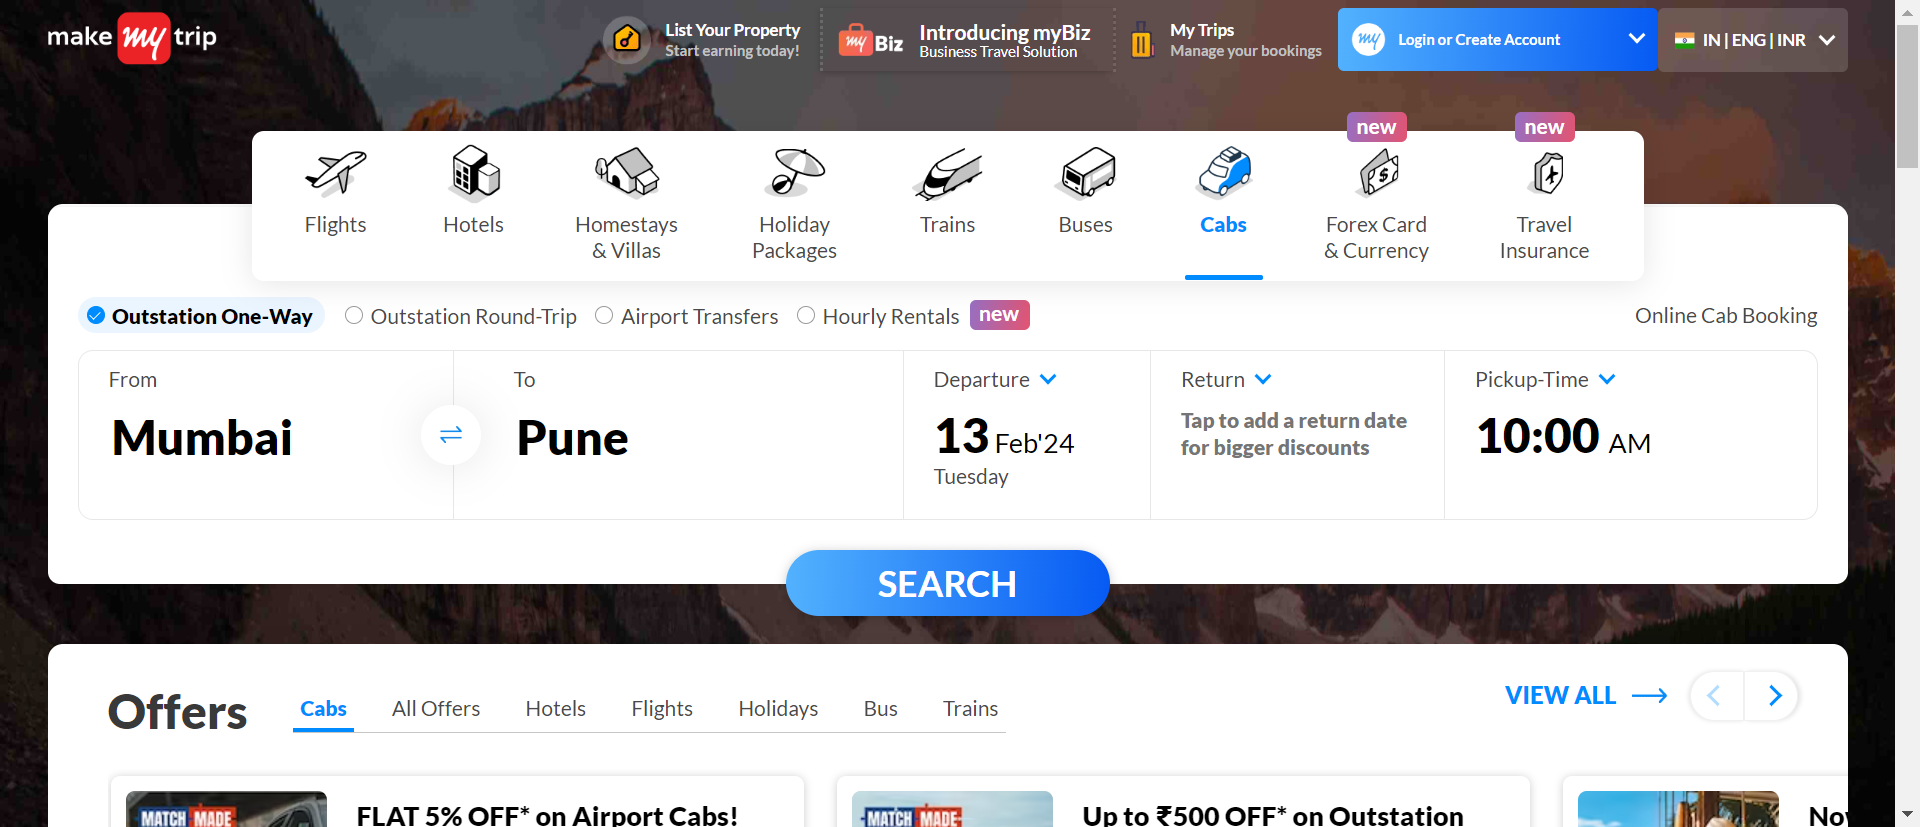 make my trip
List Your Property
Start earning today!
my Biz
Introducing myBiz
Business Travel Solution
My Trips
Manage your bookings
my
Login or Create Account
IN | ENG | INR
new
new
Flights
Hotels
Homestays
& Villas
Holiday
Packages
Trains
Buses
Cabs
Forex Card
& Currency
Travel
Insurance
Outstation One-Way
Outstation Round-Trip
Airport Transfers
Hourly Rentals
new
Online Cab Booking
From
Mumbai
To
Pune
Departure
13 Feb'24
Tuesday
Return
Tap to add a return date
for bigger discounts
Pickup-Time
10:00 AM
SEARCH
Offers
Cabs
All Offers
Hotels
Flights
Holidays
Bus
Trains
VIEW ALL
MATCH MADE
FLAT 5% OFF* on Airport Cabs!
MATCH MADE
Up to ₹500 OFF* on Outstation